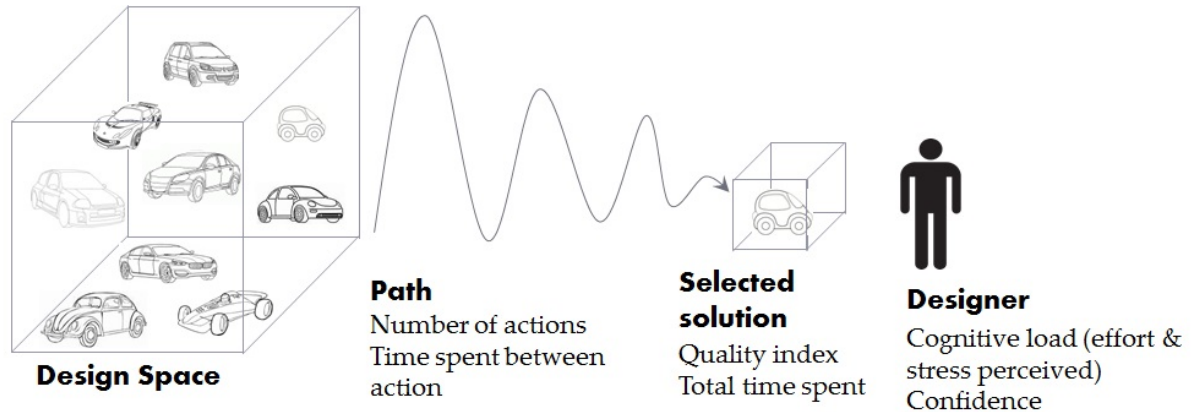 Design Space
Path
Number of actions
Time spent between
action
Selected
solution
Quality index
Total time spent
Designer
Cognitive load (effort &
stress perceived)
Confidence